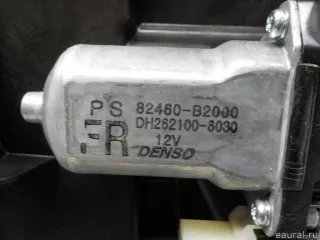 PS 82460-B2000
FR DH262100-8030
12V
DENSO
© eaural.ru